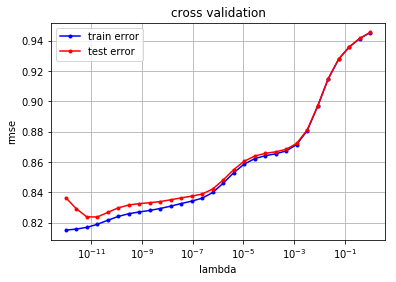 cross validation
train error
test error
rmse
0.94
0.92
0.90
0.88
0.86
0.84
0.82
10⁻¹¹ 10⁻⁹ 10⁻⁷ 10⁻⁵ 10⁻³ 10⁻¹
lambda